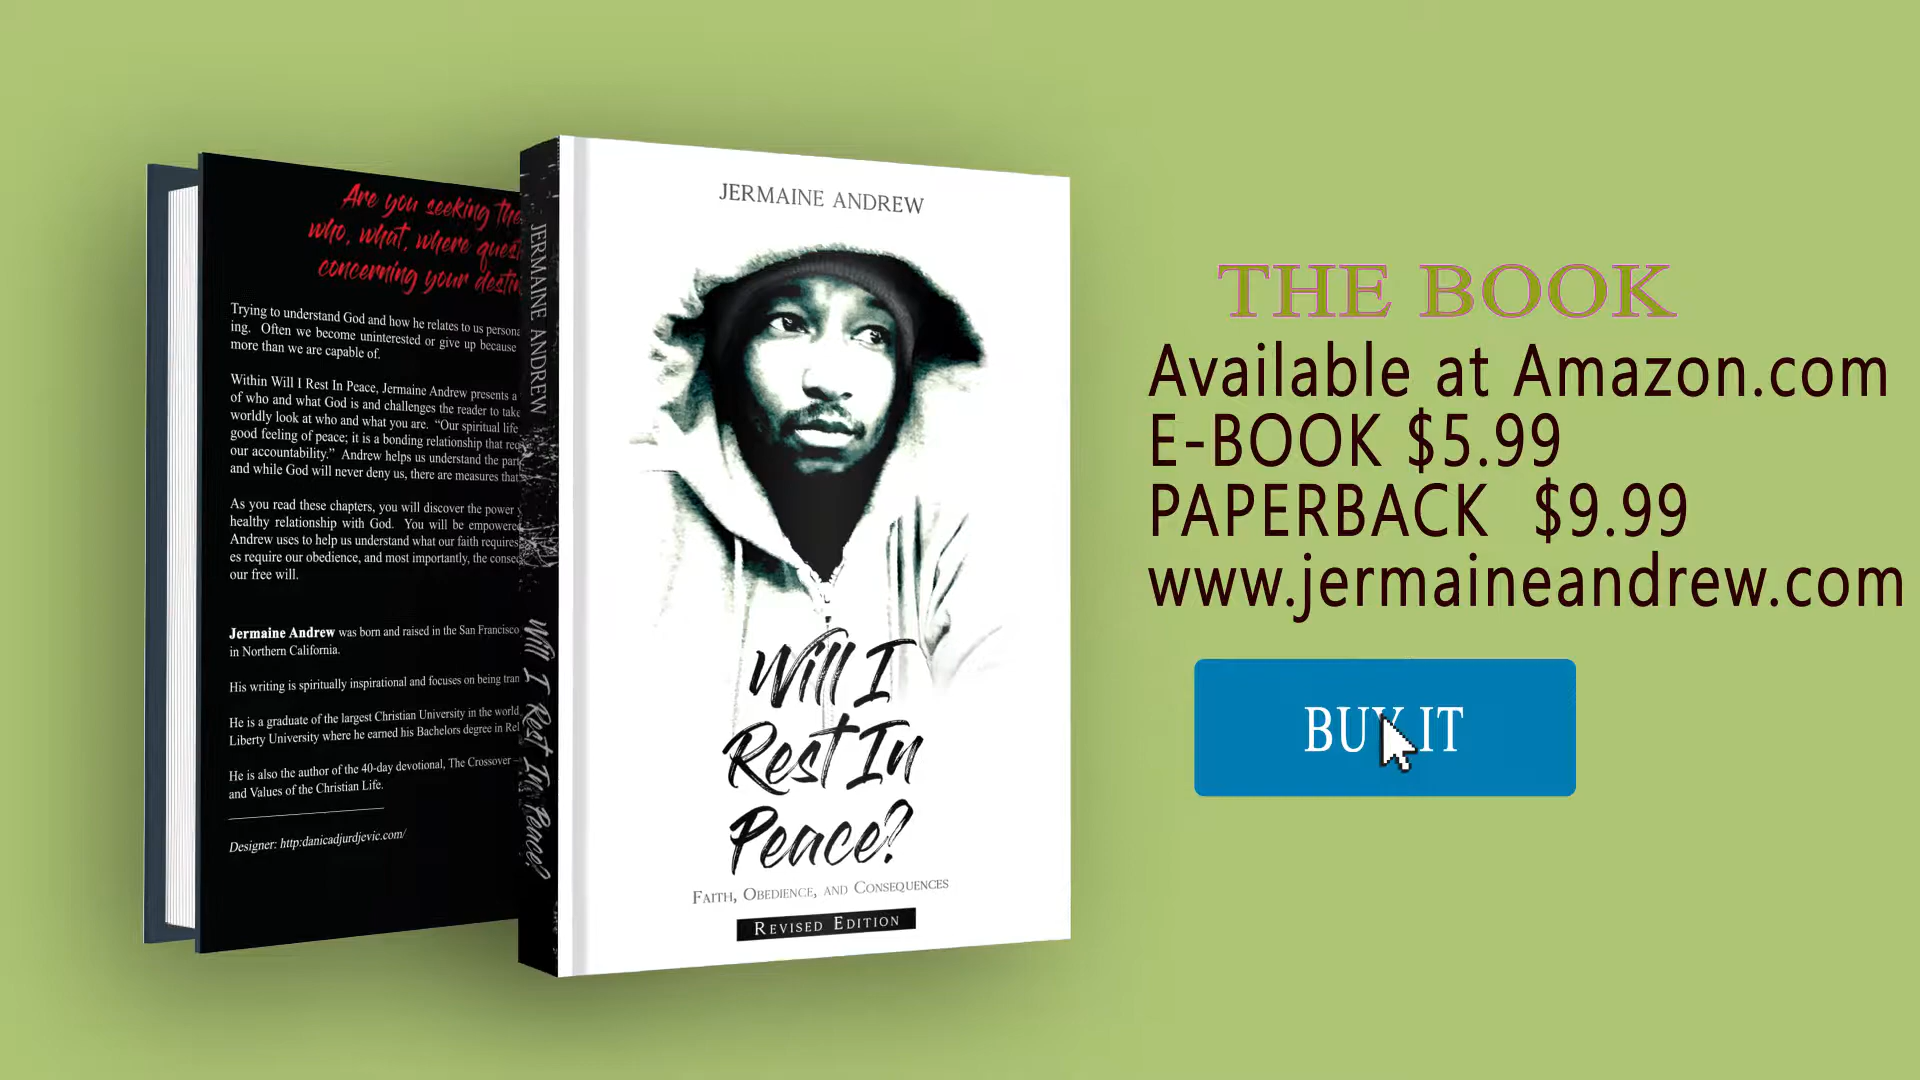 Are you seeking the
who, what, where
concerning your
Trying to understand God and how he relates to us
ing. Often we become uninterested or give up because
more than we are capable of.
Within Will I Rest In Peace, Jermaine Andrew presents a
of who and what God is and challenges the reader to take
worldly look at who and what you are. “Our spiritual life
good feeling of peace; it is a bonding relationship that
our accountability.” Andrew helps us understand the
and while God will never deny us, there are measures that
As you read these chapters, you will discover the power
healthy relationship with God. You will be empowered
Andrew uses to help us understand what our faith requires
es require our obedience, and most importantly, the
our free will.
Jermaine Andrew was born and raised in the San Francisco
in Northern California.
His writing is spiritually inspirational and focuses on being
He is a graduate of the largest Christian University in the world,
Liberty University where he earned his Bachelors degree in
He is also the author of the 40-day devotional, The Crossover –
and Values of the Christian Life.
Designer: http:danicadjurdjevic.com/
JERMAINE ANDREW
Will I Rest In Peace?
JERMAINE ANDREW
Will I
Rest In
Peace?
FAITH, OBEDIENCE, AND CONSEQUENCES
REVISED EDITION
THE BOOK
Available at Amazon.com
E-BOOK $5.99
PAPERBACK $9.99
www.jermaineandrew.com
BUY IT